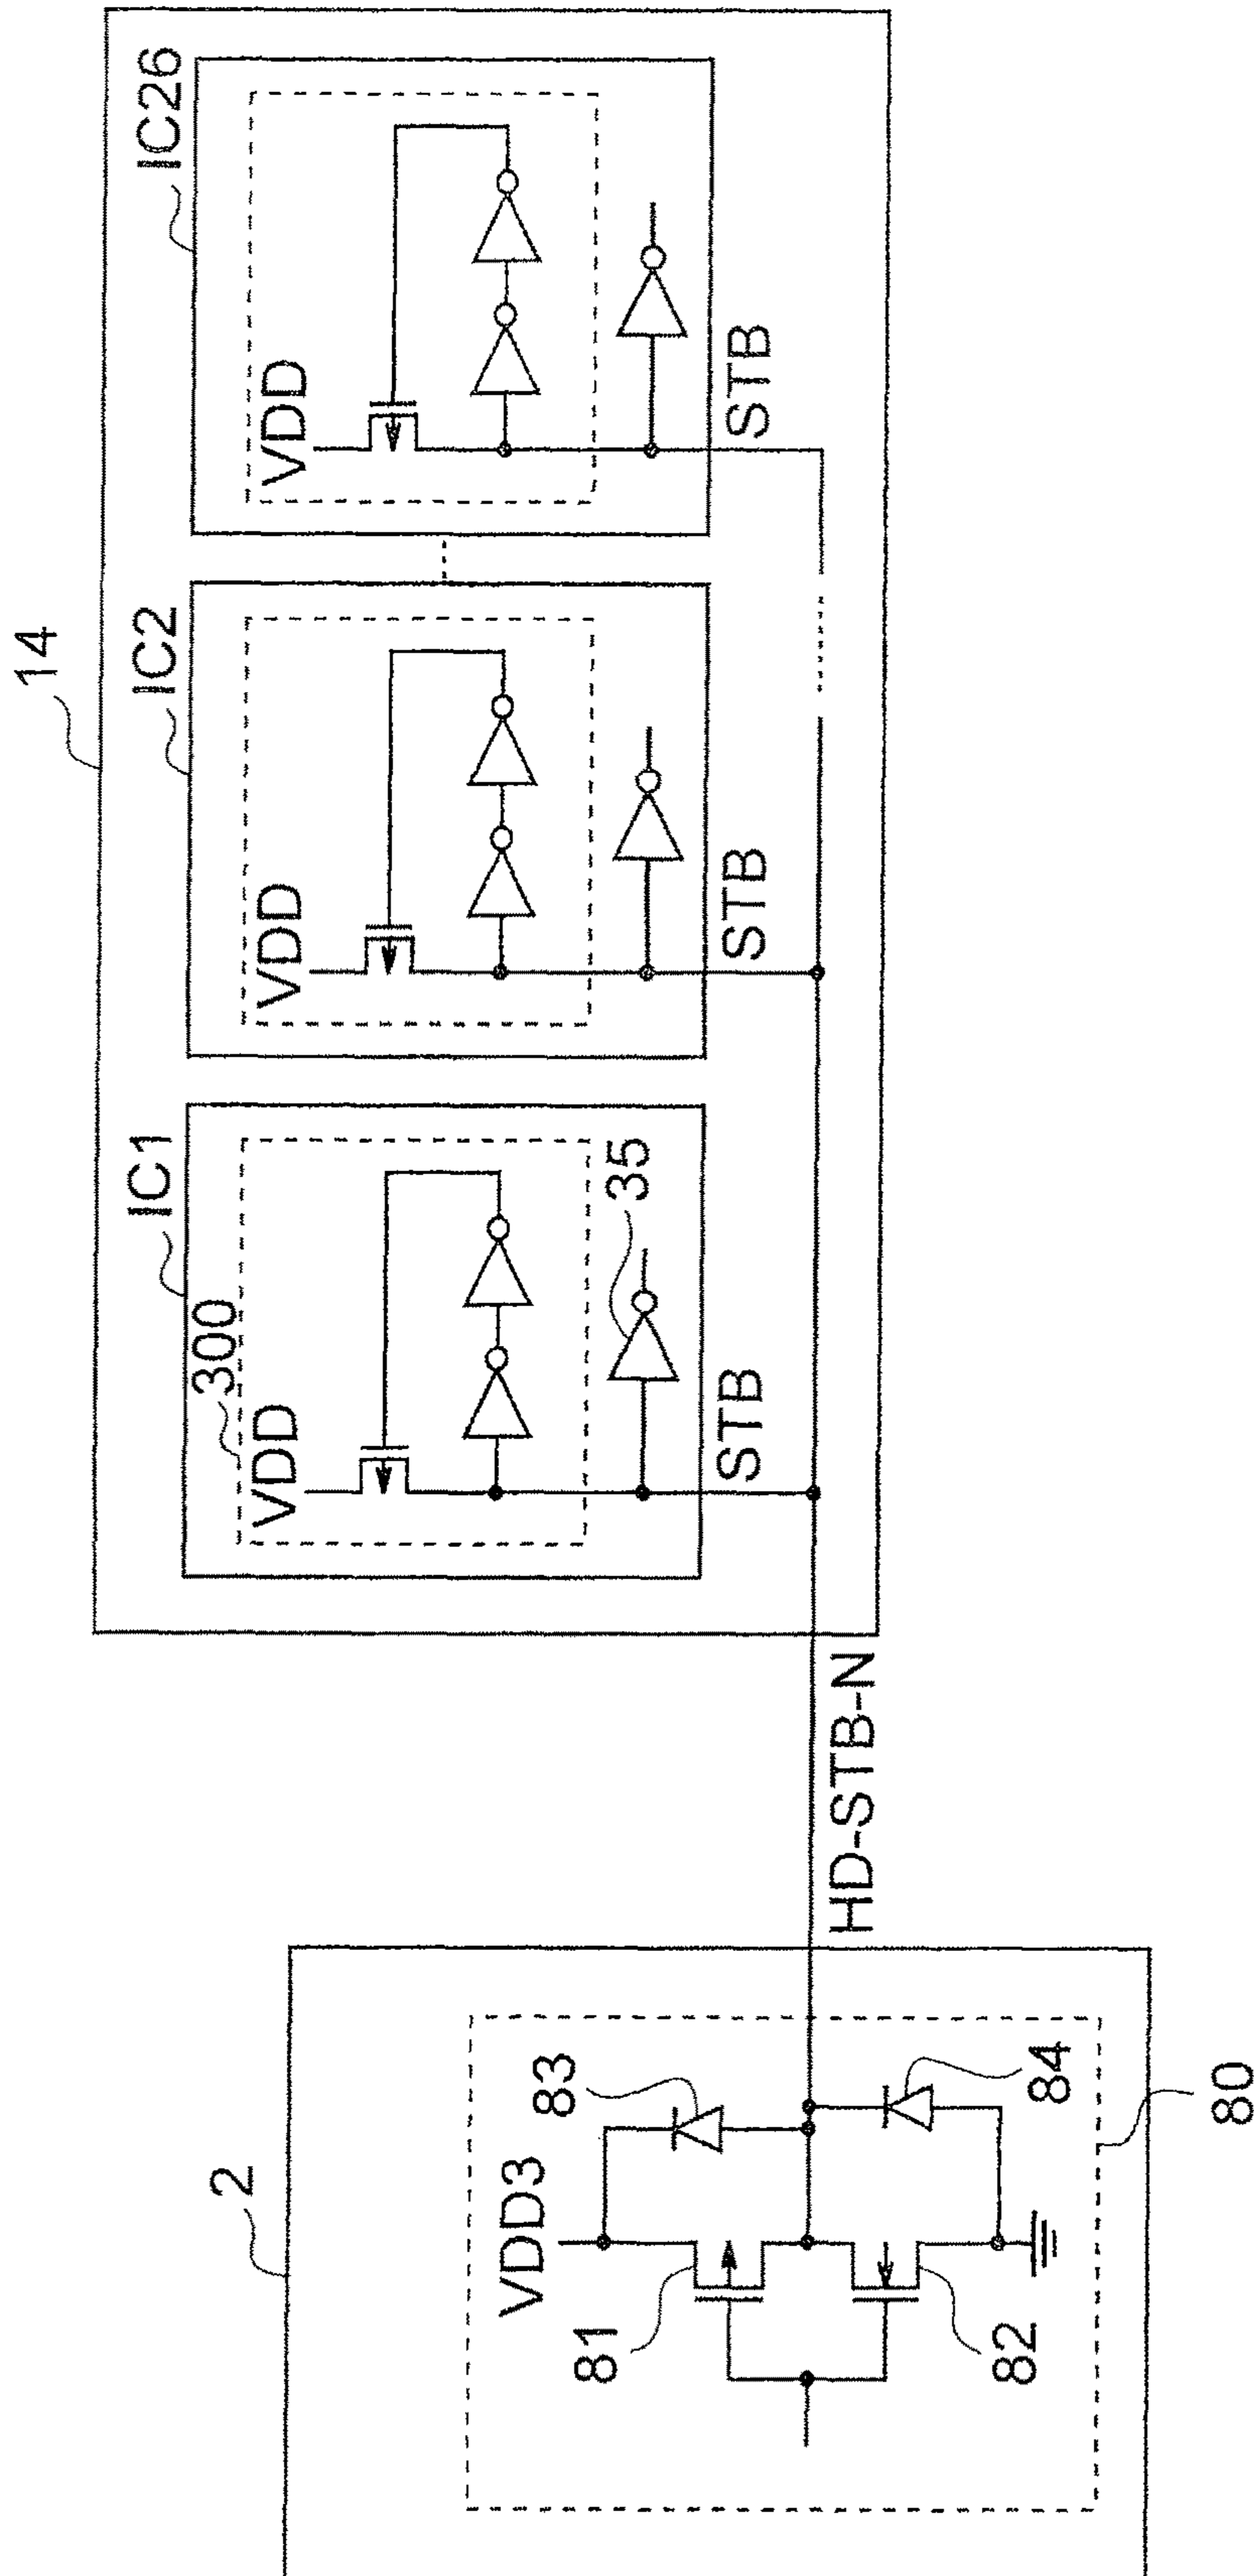 14
IC1
IC2
IC26
300
VDD
VDD
VDD
35
STB
STB
STB
2
VDD3
83
81
HD-STB-N
82
84
80